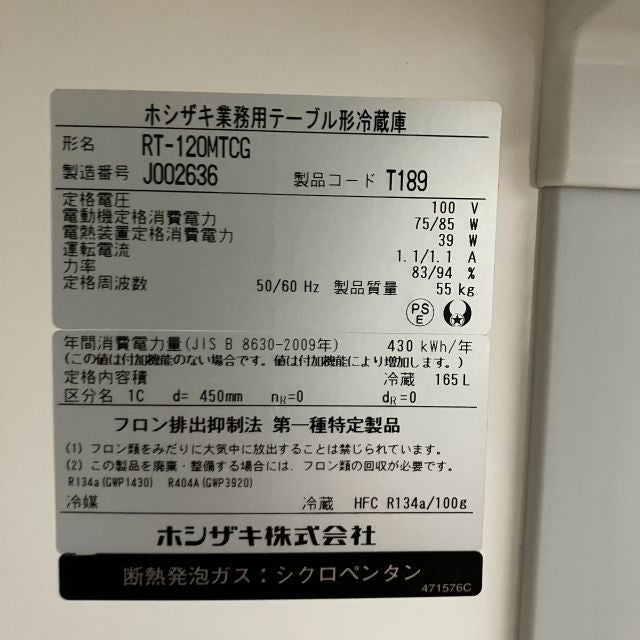 ホシザキ業務用テーブル形冷蔵庫
形名 RT-120MTCG
製造番号 J002636 製品コード T189
定格電圧 100 V
電動機定格消費電力 75/85 W
電熱装置定格消費電力 39 W
運転電流 1.1/1.1 A
力率 83/94 %
定格周波数 50/60 Hz 製品質量 55 kg
PS
E
年間消費電力量(JIS B 8630-2009年) 430 kWh/年
(この値は付加機能のない場合です。値は付加機能により増加します。)
定格内容積 冷蔵 165L
区分名 1C d= 450mm nR=0 dR=0
フロン排出抑制法 第一種特定製品
(1) フロン類をみだりに大気中に放出することは禁じられています。
(2) この製品を廃棄・整備する場合には、フロン類の回収が必要です。
R134a(GWP1430) R404A(GWP3920)
冷媒 冷蔵 HFC R134a/100g
ホシザキ株式会社
断熱発泡ガス：シクロペンタン
471576C